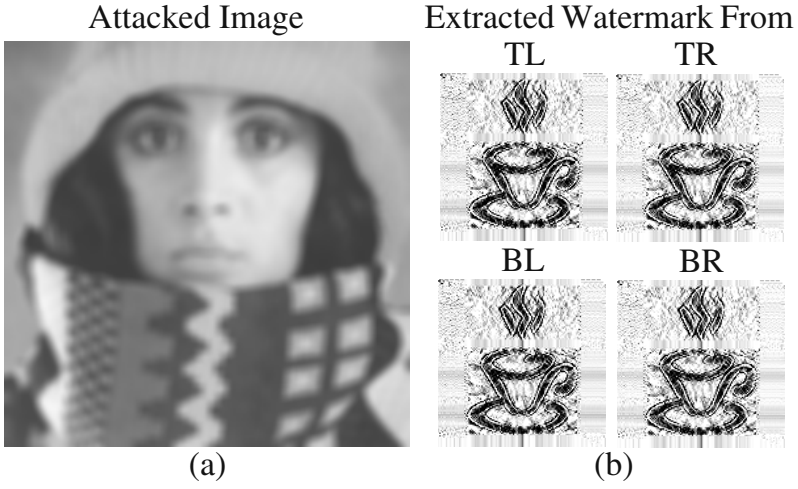 Attacked Image
Extracted Watermark From
TL
TR
BL
BR
(a)
(b)